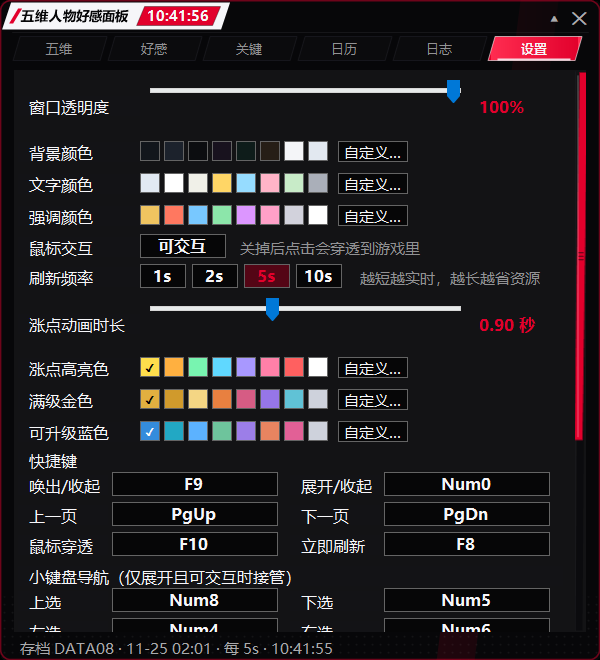 五维人物好感面板 10:41:56
五维 好感 关键 日历 日志 设置
窗口透明度 100%
背景颜色 自定义...
文字颜色 自定义...
强调颜色 自定义...
鼠标交互 可交互 关掉后点击会穿透到游戏里
刷新频率 1s 2s 5s 10s 越短越实时，越长越省资源
涨点动画时长 0.90 秒
涨点高亮色 自定义...
满级金色 自定义...
可升级蓝色 自定义...
快捷键
唤出/收起 F9 展开/收起 Num0
上一页 PgUp 下一页 PgDn
鼠标穿透 F10 立即刷新 F8
小键盘导航（仅展开且可交互时接管）
上选 Num8 下选 Num5
左选 Num4 右选 Num6
存档 DATA08 · 11-25 02:01 · 每 5s · 10:41:55